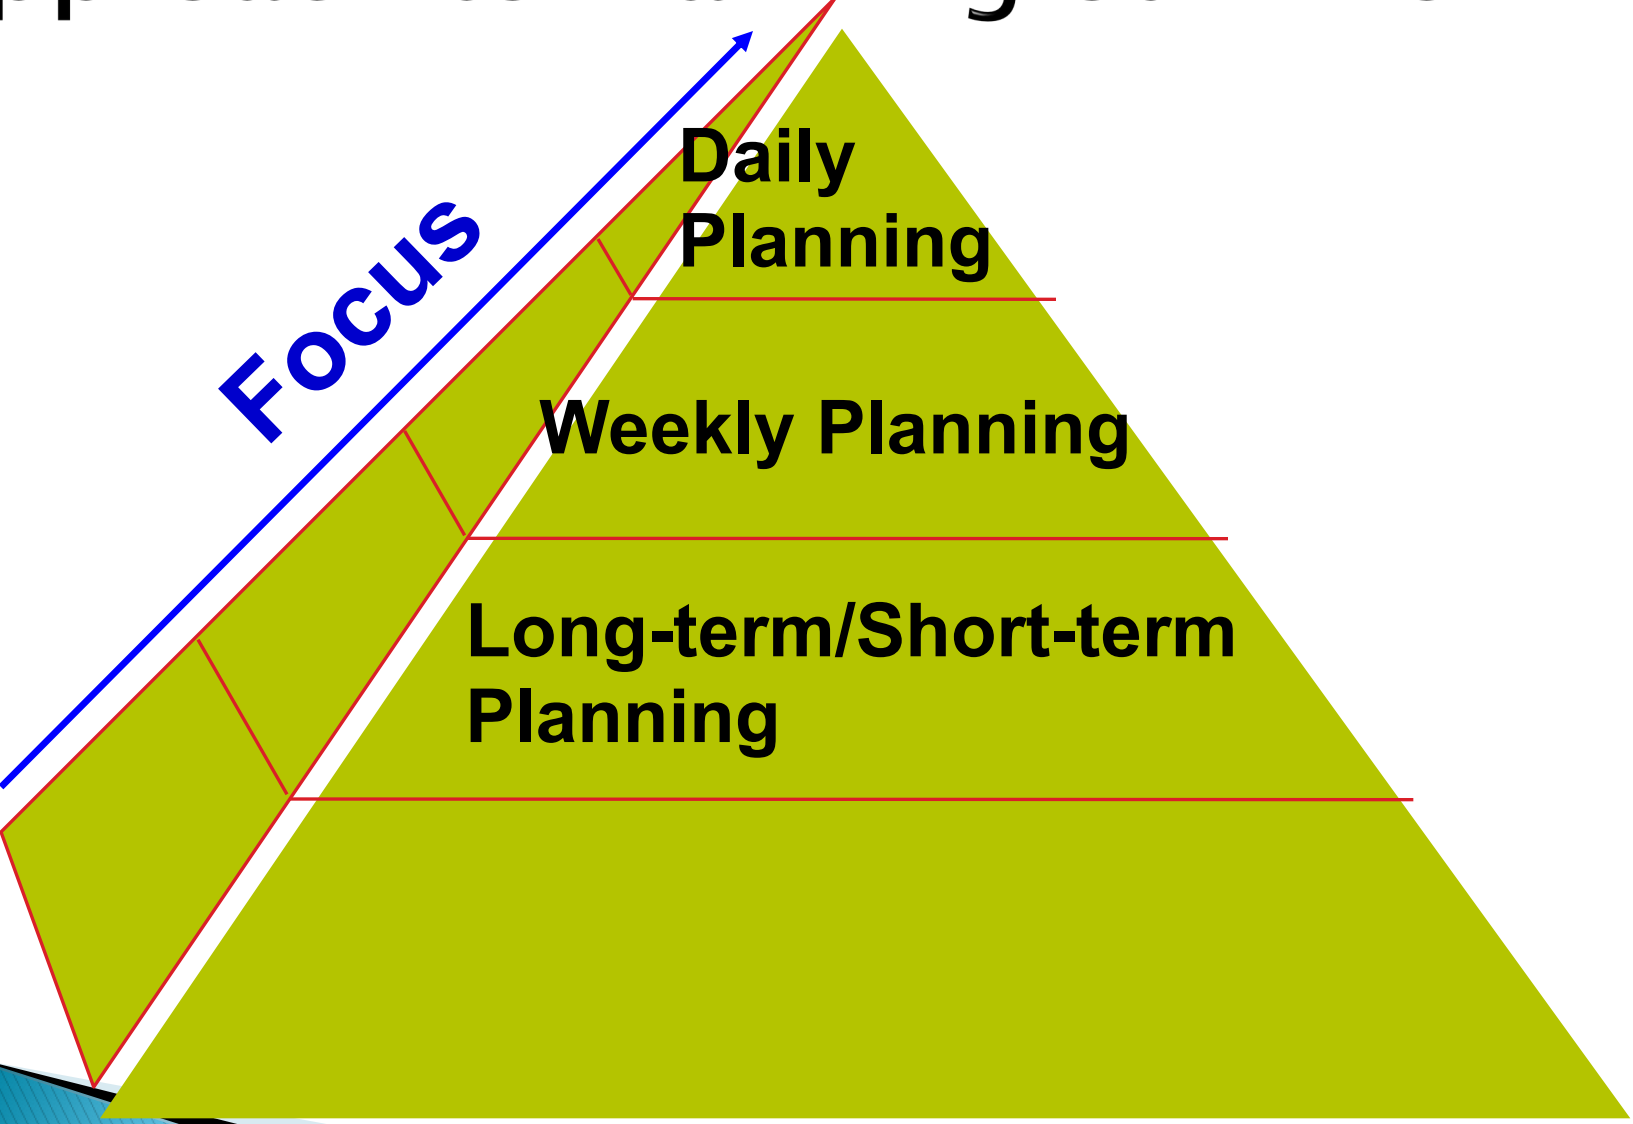 Focus
Daily
Planning
Weekly Planning
Long-term/Short-term
Planning